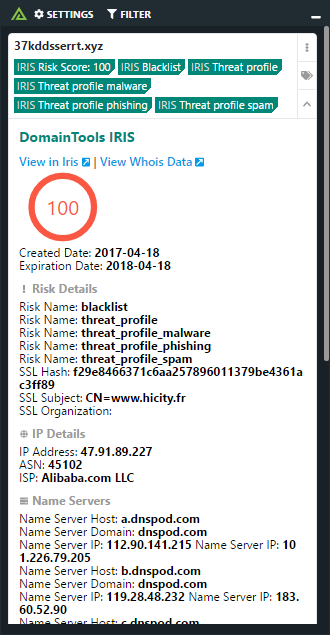 SETTINGS FILTER
37kddsserrt.xyz
IRIS Risk Score: 100 IRIS Blacklist IRIS Threat profile
IRIS Threat profile malware
IRIS Threat profile phishing IRIS Threat profile spam
DomainTools IRIS
View in Iris | View Whois Data
100
Created Date: 2017-04-18
Expiration Date: 2018-04-18
! Risk Details
Risk Name: blacklist
Risk Name: threat_profile
Risk Name: threat_profile_malware
Risk Name: threat_profile_phishing
Risk Name: threat_profile_spam
SSL Hash: f29e8466371c6aa257896011379be4361a
c3ff89
SSL Subject: CN=www.hicity.fr
SSL Organization:
IP Details
IP Address: 47.91.89.227
ASN: 45102
ISP: Alibaba.com LLC
Name Servers
Name Server Host: a.dnspod.com
Name Server Domain: dnspod.com
Name Server IP: 112.90.141.215 Name Server IP: 10
1.226.79.205
Name Server Host: b.dnspod.com
Name Server Domain: dnspod.com
Name Server IP: 119.28.48.232 Name Server IP: 183.
60.52.90
Name Server Host: c.dnspod.com